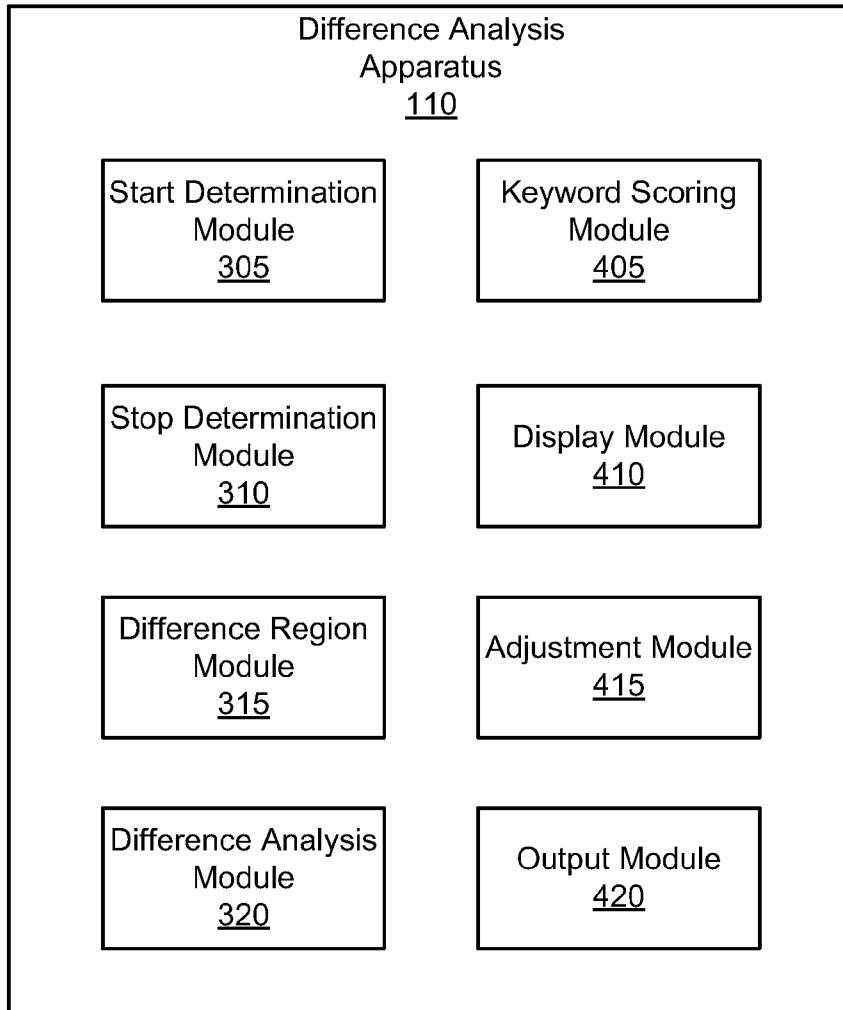 Difference Analysis
Apparatus
110
Start Determination
Module
305
Keyword Scoring
Module
405
Stop Determination
Module
310
Display Module
410
Difference Region
Module
315
Adjustment Module
415
Difference Analysis
Module
320
Output Module
420